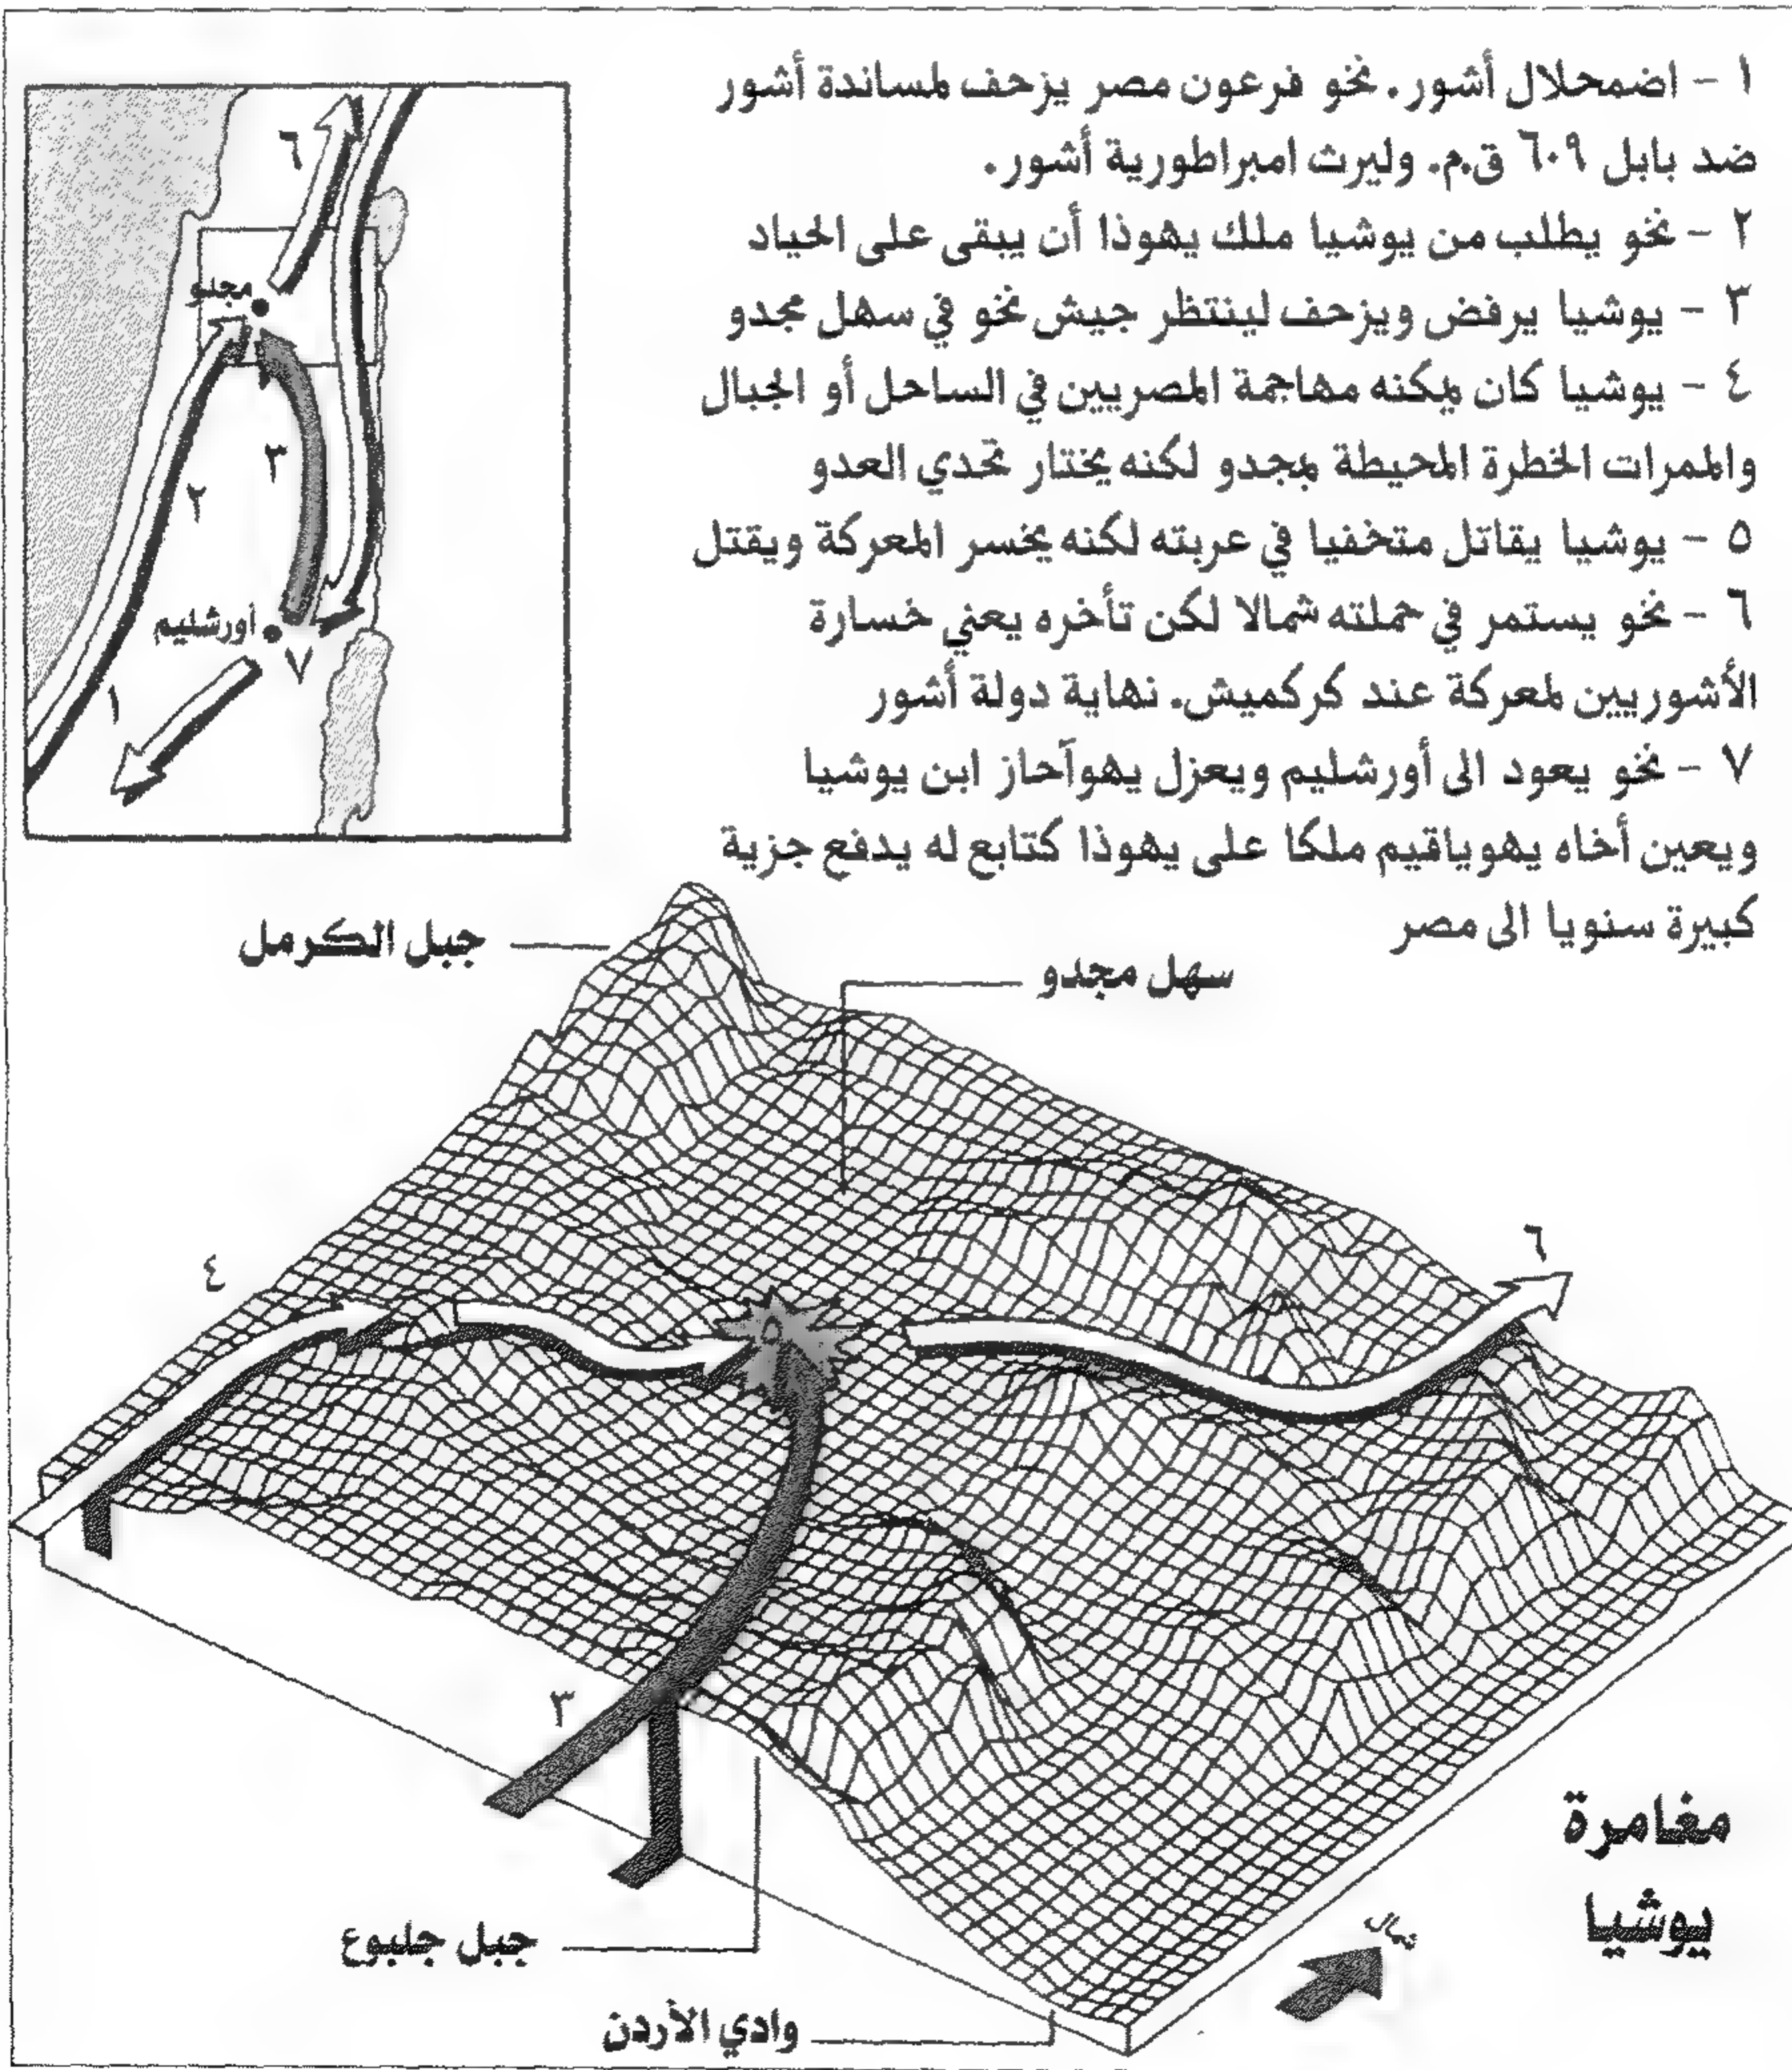 ١ - اضمحلال أشور. نخو فرعون مصر يزحف لمساندة أشور
ضد بابل ٦٠٩ ق.م. وليرث امبراطورية أشور.
٢ - نخو يطلب من يوشيا ملك يهوذا أن يبقى على الحياد
٣ - يوشيا يرفض ويزحف لينتظر جيش نخو في سهل مجدو
٤ - يوشيا كان يمكنه مهاجمة المصريين في الساحل أو الجبال
والممرات الخطرة المحيطة بمجدو لكنه يختار تحدي العدو
٥ - يوشيا يقاتل متخفيا في عربته لكنه يخسر المعركة ويقتل
٦ - نخو يستمر في حملته شمالا لكن تأخره يعني خسارة
الأشوريين لمعركة عند كركميش. نهاية دولة أشور
٧ - نخو يعود الى أورشليم ويعزل يهوآحاز ابن يوشيا
ويعين أخاه يهوياقيم ملكا على يهوذا كتابع له يدفع جزية
كبيرة سنويا الى مصر
٦
مجدو
٣
٢
أورشليم
٧
١
جبل الكرمل
سهل مجدو
٤
٦
٥
٣
مغامرة
يوشيا
شمال
جبل جلبوع
وادي الأردن